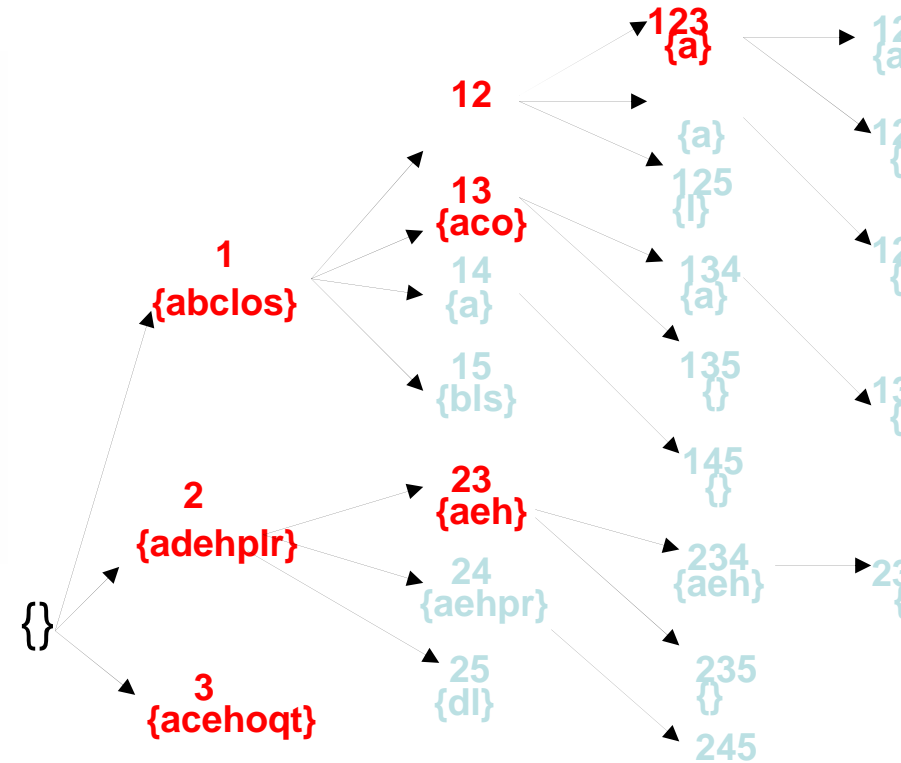 {}
1
{abclos}
2
{adehplr}
3
{acehoqt}
12
13
{aco}
14
{a}
15
{bls}
23
{aeh}
24
{aehpr}
25
{dl}
123
{a}
{a}
125
{l}
134
{a}
135
{}
145
{}
234
{aeh}
235
{}
245